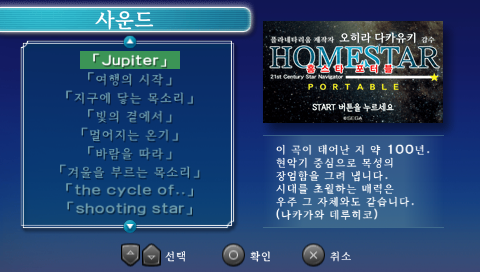 사운드
「Jupiter」
「여행의 시작」
「지구에 닿는 목소리」
「빛의 곁에서」
「멀어지는 온기」
「바람을 따라」
「겨울을 부르는 목소리」
「the cycle of..」
「shooting star」
플라네타리움 제작자 오히라 다카유키 감수
HOMESTAR
홈스타 포터블
21st Century Star Navigator
PORTABLE
START 버튼을 누르세요
©SEGA
이 곡이 태어난 지 약 100년.
현악기 중심으로 목성의
장엄함을 그려 냅니다.
시대를 초월하는 매력은
우주 그 자체와도 같습니다.
(나카가와 데루히코)
선택 확인 취소